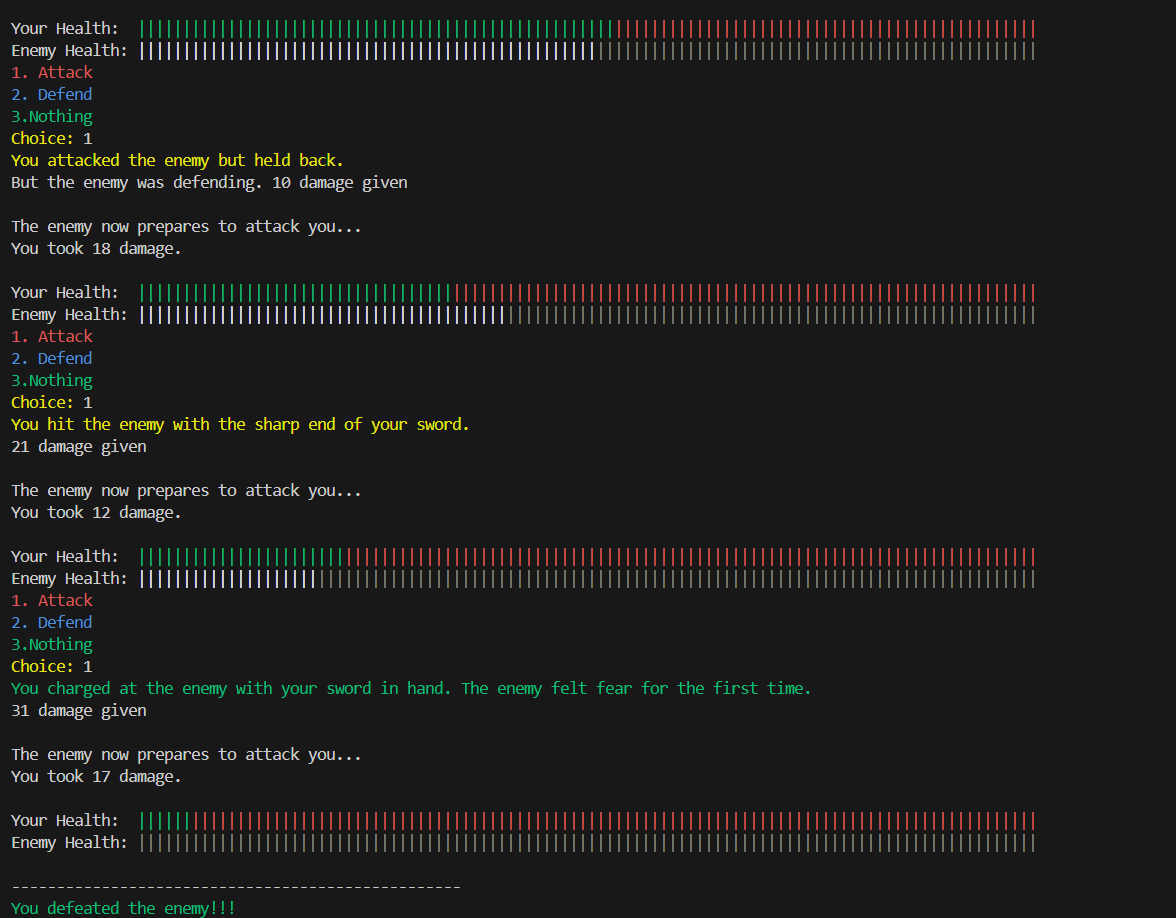 Your Health:
Enemy Health:
1. Attack
2. Defend
3.Nothing
Choice: 1
You attacked the enemy but held back.
But the enemy was defending. 10 damage given
The enemy now prepares to attack you...
You took 18 damage.
Your Health:
Enemy Health:
1. Attack
2. Defend
3.Nothing
Choice: 1
You hit the enemy with the sharp end of your sword.
21 damage given
The enemy now prepares to attack you...
You took 12 damage.
Your Health:
Enemy Health:
1. Attack
2. Defend
3.Nothing
Choice: 1
You charged at the enemy with your sword in hand. The enemy felt fear for the first time.
31 damage given
The enemy now prepares to attack you...
You took 17 damage.
Your Health:
Enemy Health:
--------------------------------------------------
You defeated the enemy!!!